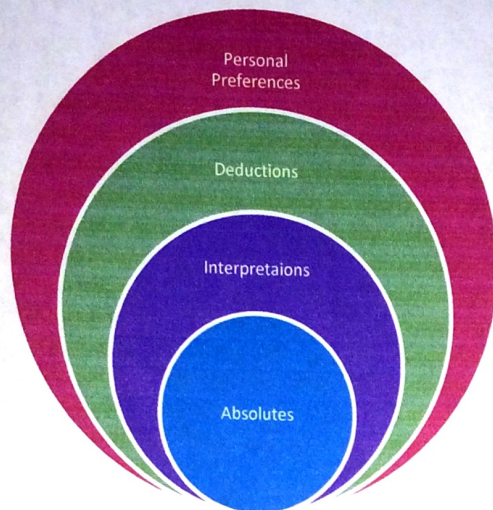 Personal
Preferences
Deductions
Interpretaions
Absolutes